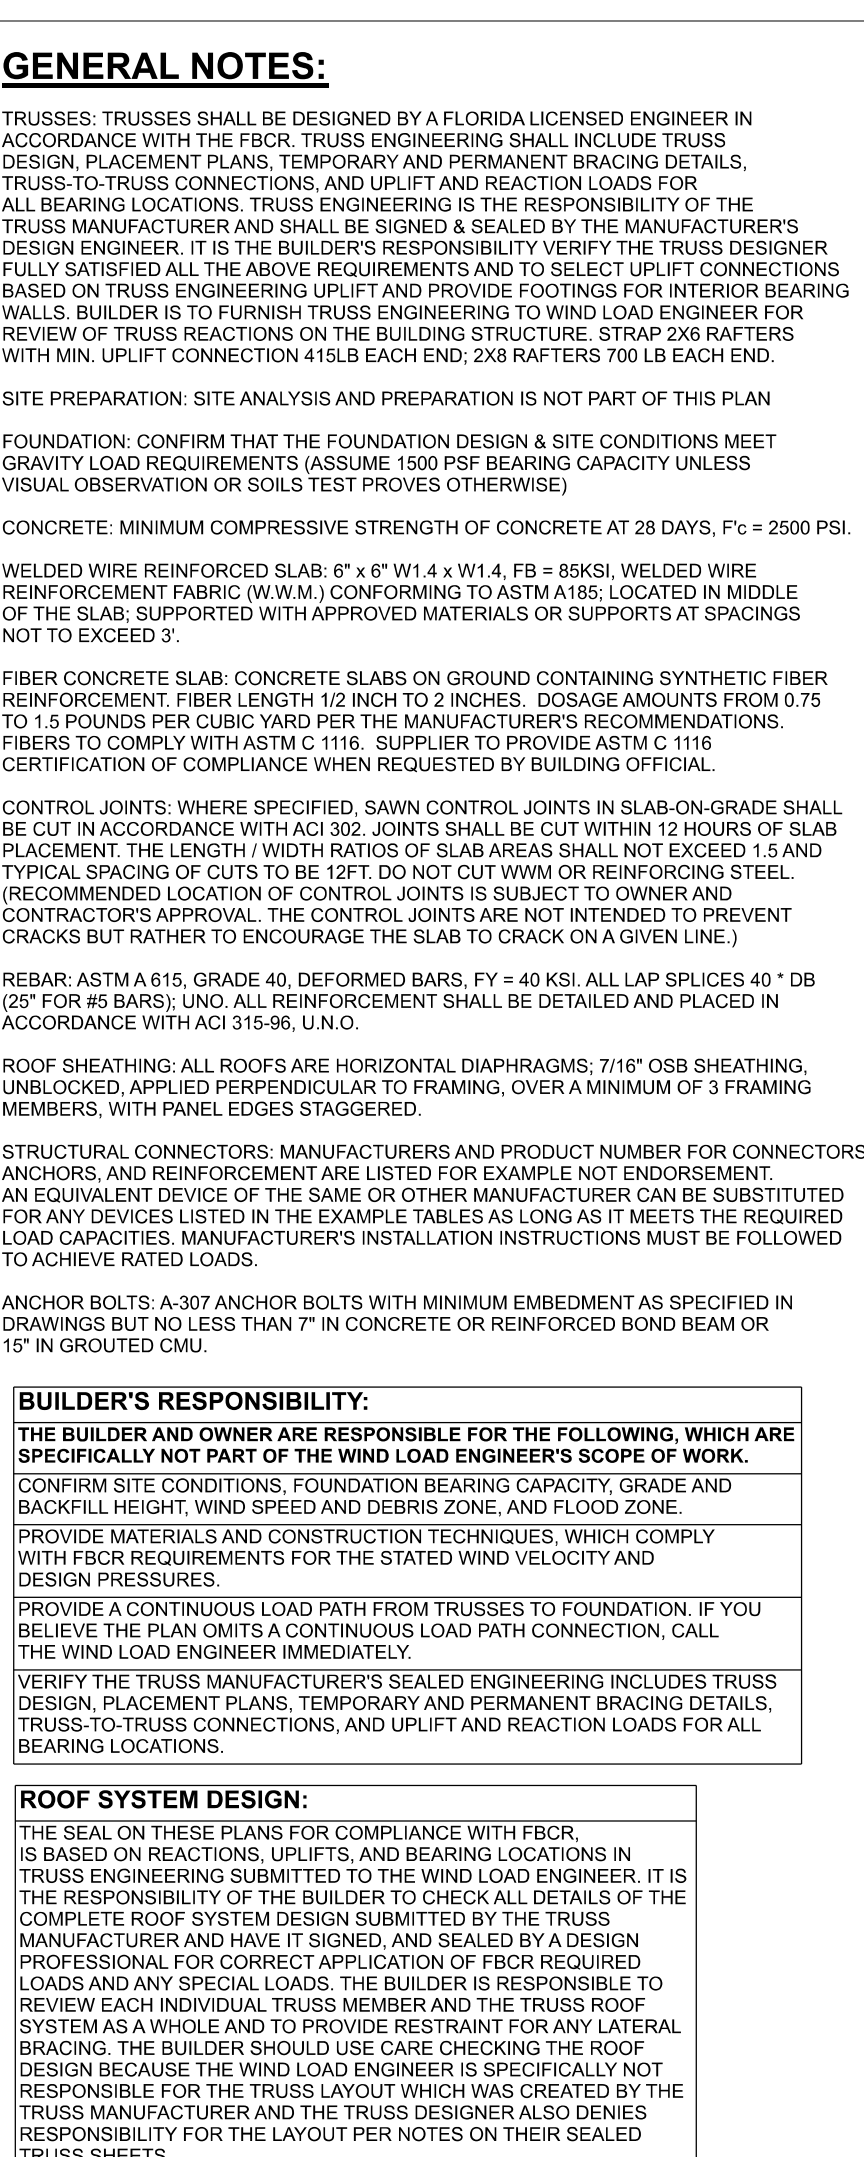 GENERAL NOTES:
TRUSSES: TRUSSES SHALL BE DESIGNED BY A FLORIDA LICENSED ENGINEER IN
ACCORDANCE WITH THE FBCR. TRUSS ENGINEERING SHALL INCLUDE TRUSS
DESIGN, PLACEMENT PLANS, TEMPORARY AND PERMANENT BRACING DETAILS,
TRUSS-TO-TRUSS CONNECTIONS, AND UPLIFT AND REACTION LOADS FOR
ALL BEARING LOCATIONS. TRUSS ENGINEERING IS THE RESPONSIBILITY OF THE
TRUSS MANUFACTURER AND SHALL BE SIGNED & SEALED BY THE MANUFACTURER'S
DESIGN ENGINEER. IT IS THE BUILDER'S RESPONSIBILITY VERIFY THE TRUSS DESIGNER
FULLY SATISFIED ALL THE ABOVE REQUIREMENTS AND TO SELECT UPLIFT CONNECTIONS
BASED ON TRUSS ENGINEERING UPLIFT AND PROVIDE FOOTINGS FOR INTERIOR BEARING
WALLS. BUILDER IS TO FURNISH TRUSS ENGINEERING TO WIND LOAD ENGINEER FOR
REVIEW OF TRUSS REACTIONS ON THE BUILDING STRUCTURE. STRAP 2X6 RAFTERS
WITH MIN. UPLIFT CONNECTION 415LB EACH END; 2X8 RAFTERS 700 LB EACH END.
SITE PREPARATION: SITE ANALYSIS AND PREPARATION IS NOT PART OF THIS PLAN
FOUNDATION: CONFIRM THAT THE FOUNDATION DESIGN & SITE CONDITIONS MEET
GRAVITY LOAD REQUIREMENTS (ASSUME 1500 PSF BEARING CAPACITY UNLESS
VISUAL OBSERVATION OR SOILS TEST PROVES OTHERWISE)
CONCRETE: MINIMUM COMPRESSIVE STRENGTH OF CONCRETE AT 28 DAYS, F'c = 2500 PSI.
WELDED WIRE REINFORCED SLAB: 6" x 6" W1.4 x W1.4, FB = 85KSI, WELDED WIRE
REINFORCEMENT FABRIC (W.W.M.) CONFORMING TO ASTM A185; LOCATED IN MIDDLE
OF THE SLAB; SUPPORTED WITH APPROVED MATERIALS OR SUPPORTS AT SPACINGS
NOT TO EXCEED 3'.
FIBER CONCRETE SLAB: CONCRETE SLABS ON GROUND CONTAINING SYNTHETIC FIBER
REINFORCEMENT. FIBER LENGTH 1/2 INCH TO 2 INCHES.  DOSAGE AMOUNTS FROM 0.75
TO 1.5 POUNDS PER CUBIC YARD PER THE MANUFACTURER'S RECOMMENDATIONS.
FIBERS TO COMPLY WITH ASTM C 1116.  SUPPLIER TO PROVIDE ASTM C 1116
CERTIFICATION OF COMPLIANCE WHEN REQUESTED BY BUILDING OFFICIAL.
CONTROL JOINTS: WHERE SPECIFIED, SAWN CONTROL JOINTS IN SLAB-ON-GRADE SHALL
BE CUT IN ACCORDANCE WITH ACI 302. JOINTS SHALL BE CUT WITHIN 12 HOURS OF SLAB
PLACEMENT. THE LENGTH / WIDTH RATIOS OF SLAB AREAS SHALL NOT EXCEED 1.5 AND
TYPICAL SPACING OF CUTS TO BE 12FT. DO NOT CUT WWM OR REINFORCING STEEL.
(RECOMMENDED LOCATION OF CONTROL JOINTS IS SUBJECT TO OWNER AND
CONTRACTOR'S APPROVAL. THE CONTROL JOINTS ARE NOT INTENDED TO PREVENT
CRACKS BUT RATHER TO ENCOURAGE THE SLAB TO CRACK ON A GIVEN LINE.)
REBAR: ASTM A 615, GRADE 40, DEFORMED BARS, FY = 40 KSI. ALL LAP SPLICES 40 * DB
(25" FOR #5 BARS); UNO. ALL REINFORCEMENT SHALL BE DETAILED AND PLACED IN
ACCORDANCE WITH ACI 315-96, U.N.O.
ROOF SHEATHING: ALL ROOFS ARE HORIZONTAL DIAPHRAGMS; 7/16" OSB SHEATHING,
UNBLOCKED, APPLIED PERPENDICULAR TO FRAMING, OVER A MINIMUM OF 3 FRAMING
MEMBERS, WITH PANEL EDGES STAGGERED.
STRUCTURAL CONNECTORS: MANUFACTURERS AND PRODUCT NUMBER FOR CONNECTORS
ANCHORS, AND REINFORCEMENT ARE LISTED FOR EXAMPLE NOT ENDORSEMENT.
AN EQUIVALENT DEVICE OF THE SAME OR OTHER MANUFACTURER CAN BE SUBSTITUTED
FOR ANY DEVICES LISTED IN THE EXAMPLE TABLES AS LONG AS IT MEETS THE REQUIRED
LOAD CAPACITIES. MANUFACTURER'S INSTALLATION INSTRUCTIONS MUST BE FOLLOWED
TO ACHIEVE RATED LOADS.
ANCHOR BOLTS: A-307 ANCHOR BOLTS WITH MINIMUM EMBEDMENT AS SPECIFIED IN
DRAWINGS BUT NO LESS THAN 7" IN CONCRETE OR REINFORCED BOND BEAM OR
15" IN GROUTED CMU.
BUILDER'S RESPONSIBILITY:
THE BUILDER AND OWNER ARE RESPONSIBLE FOR THE FOLLOWING, WHICH ARE
SPECIFICALLY NOT PART OF THE WIND LOAD ENGINEER'S SCOPE OF WORK.
CONFIRM SITE CONDITIONS, FOUNDATION BEARING CAPACITY, GRADE AND
BACKFILL HEIGHT, WIND SPEED AND DEBRIS ZONE, AND FLOOD ZONE.
PROVIDE MATERIALS AND CONSTRUCTION TECHNIQUES, WHICH COMPLY
WITH FBCR REQUIREMENTS FOR THE STATED WIND VELOCITY AND
DESIGN PRESSURES.
PROVIDE A CONTINUOUS LOAD PATH FROM TRUSSES TO FOUNDATION. IF YOU
BELIEVE THE PLAN OMITS A CONTINUOUS LOAD PATH CONNECTION, CALL
THE WIND LOAD ENGINEER IMMEDIATELY.
VERIFY THE TRUSS MANUFACTURER'S SEALED ENGINEERING INCLUDES TRUSS
DESIGN, PLACEMENT PLANS, TEMPORARY AND PERMANENT BRACING DETAILS,
TRUSS-TO-TRUSS CONNECTIONS, AND UPLIFT AND REACTION LOADS FOR ALL
BEARING LOCATIONS.
ROOF SYSTEM DESIGN:
THE SEAL ON THESE PLANS FOR COMPLIANCE WITH FBCR,
IS BASED ON REACTIONS, UPLIFTS, AND BEARING LOCATIONS IN
TRUSS ENGINEERING SUBMITTED TO THE WIND LOAD ENGINEER. IT IS
THE RESPONSIBILITY OF THE BUILDER TO CHECK ALL DETAILS OF THE
COMPLETE ROOF SYSTEM DESIGN SUBMITTED BY THE TRUSS
MANUFACTURER AND HAVE IT SIGNED, AND SEALED BY A DESIGN
PROFESSIONAL FOR CORRECT APPLICATION OF FBCR REQUIRED
LOADS AND ANY SPECIAL LOADS. THE BUILDER IS RESPONSIBLE TO
REVIEW EACH INDIVIDUAL TRUSS MEMBER AND THE TRUSS ROOF
SYSTEM AS A WHOLE AND TO PROVIDE RESTRAINT FOR ANY LATERAL
BRACING. THE BUILDER SHOULD USE CARE CHECKING THE ROOF
DESIGN BECAUSE THE WIND LOAD ENGINEER IS SPECIFICALLY NOT
RESPONSIBLE FOR THE TRUSS LAYOUT WHICH WAS CREATED BY THE
TRUSS MANUFACTURER AND THE TRUSS DESIGNER ALSO DENIES
RESPONSIBILITY FOR THE LAYOUT PER NOTES ON THEIR SEALED
TRUSS SHEETS